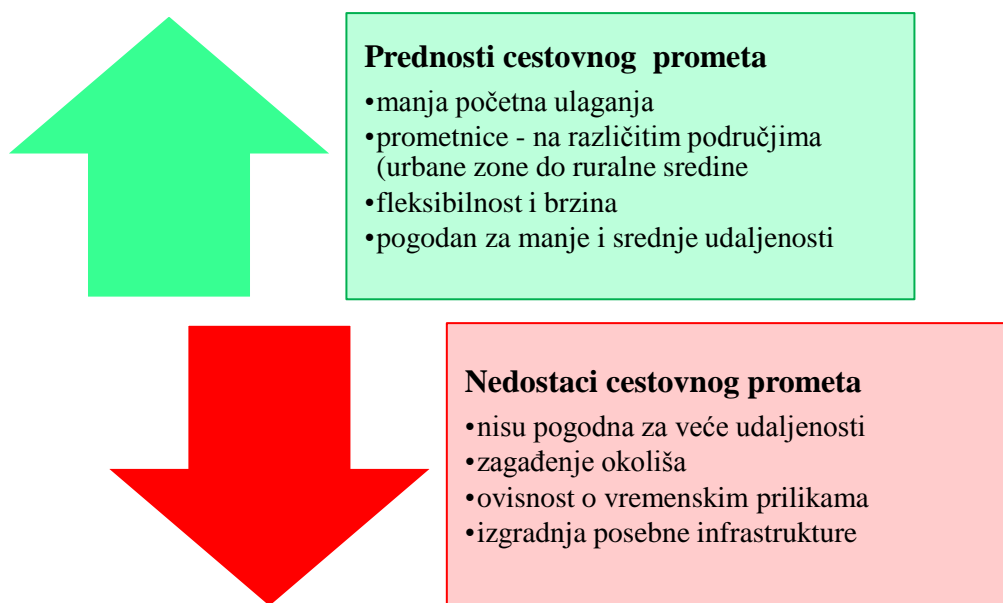 Prednosti cestovnog prometa
•manja početna ulaganja
•prometnice - na različitim područjima
(urbane zone do ruralne sredine
•fleksibilnost i brzina
•pogodan za manje i srednje udaljenosti
Nedostaci cestovnog prometa
•nisu pogodna za veće udaljenosti
•zagađenje okoliša
•ovisnost o vremenskim prilikama
•izgradnja posebne infrastrukture